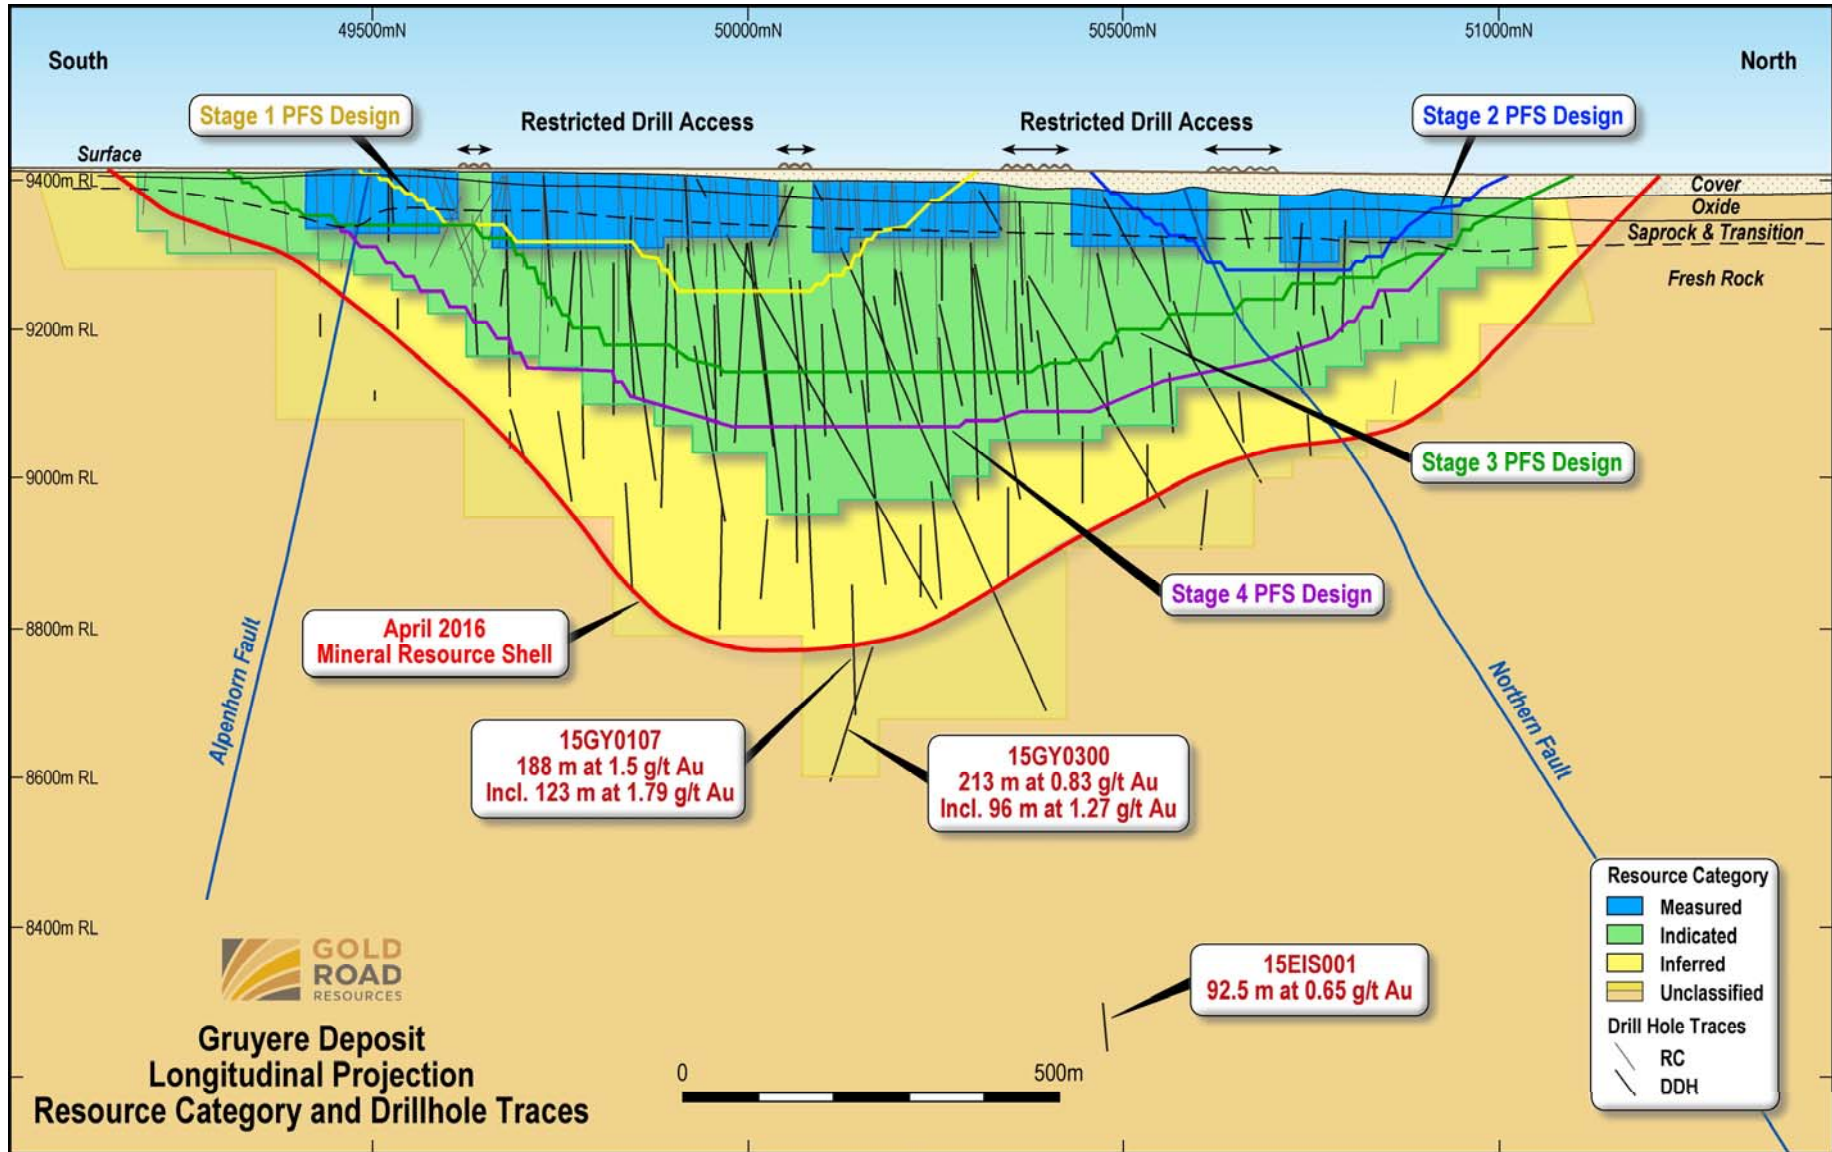 49500mN
50000mN
50500mN
51000mN
South
North
Stage 1 PFS Design
Restricted Drill Access
Restricted Drill Access
Stage 2 PFS Design
Surface
9400m RL
Cover
Oxide
Saprock & Transition
Fresh Rock
9200m RL
9000m RL
Stage 3 PFS Design
Stage 4 PFS Design
8800m RL
April 2016
Mineral Resource Shell
Alpenhorn Fault
Northern Fault
15GY0107
188 m at 1.5 g/t Au
Incl. 123 m at 1.79 g/t Au
15GY0300
213 m at 0.83 g/t Au
Incl. 96 m at 1.27 g/t Au
8600m RL
8400m RL
15EIS001
92.5 m at 0.65 g/t Au
Resource Category
Measured
Indicated
Inferred
Unclassified
Drill Hole Traces
RC
DDH
GOLD
ROAD
RESOURCES
Gruyere Deposit
Longitudinal Projection
Resource Category and Drillhole Traces
0
500m